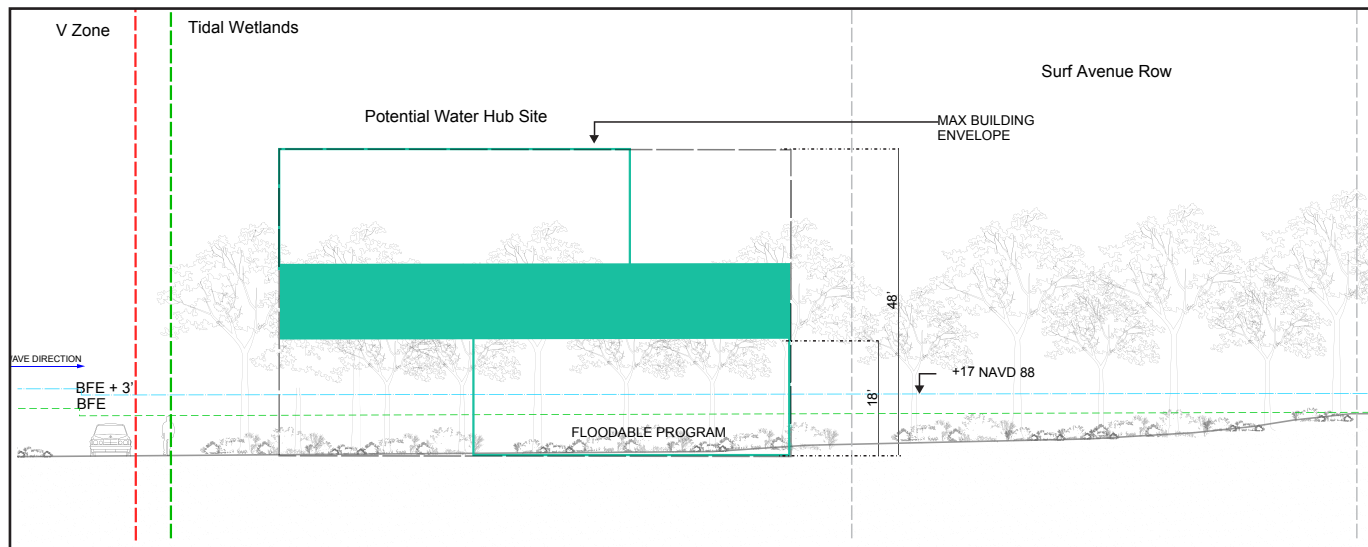 V Zone
Tidal Wetlands
Surf Avenue Row
Potential Water Hub Site
MAX BUILDING
ENVELOPE
48'
WAVE DIRECTION
+17 NAVD 88
BFE + 3'
18'
BFE
FLOODABLE PROGRAM